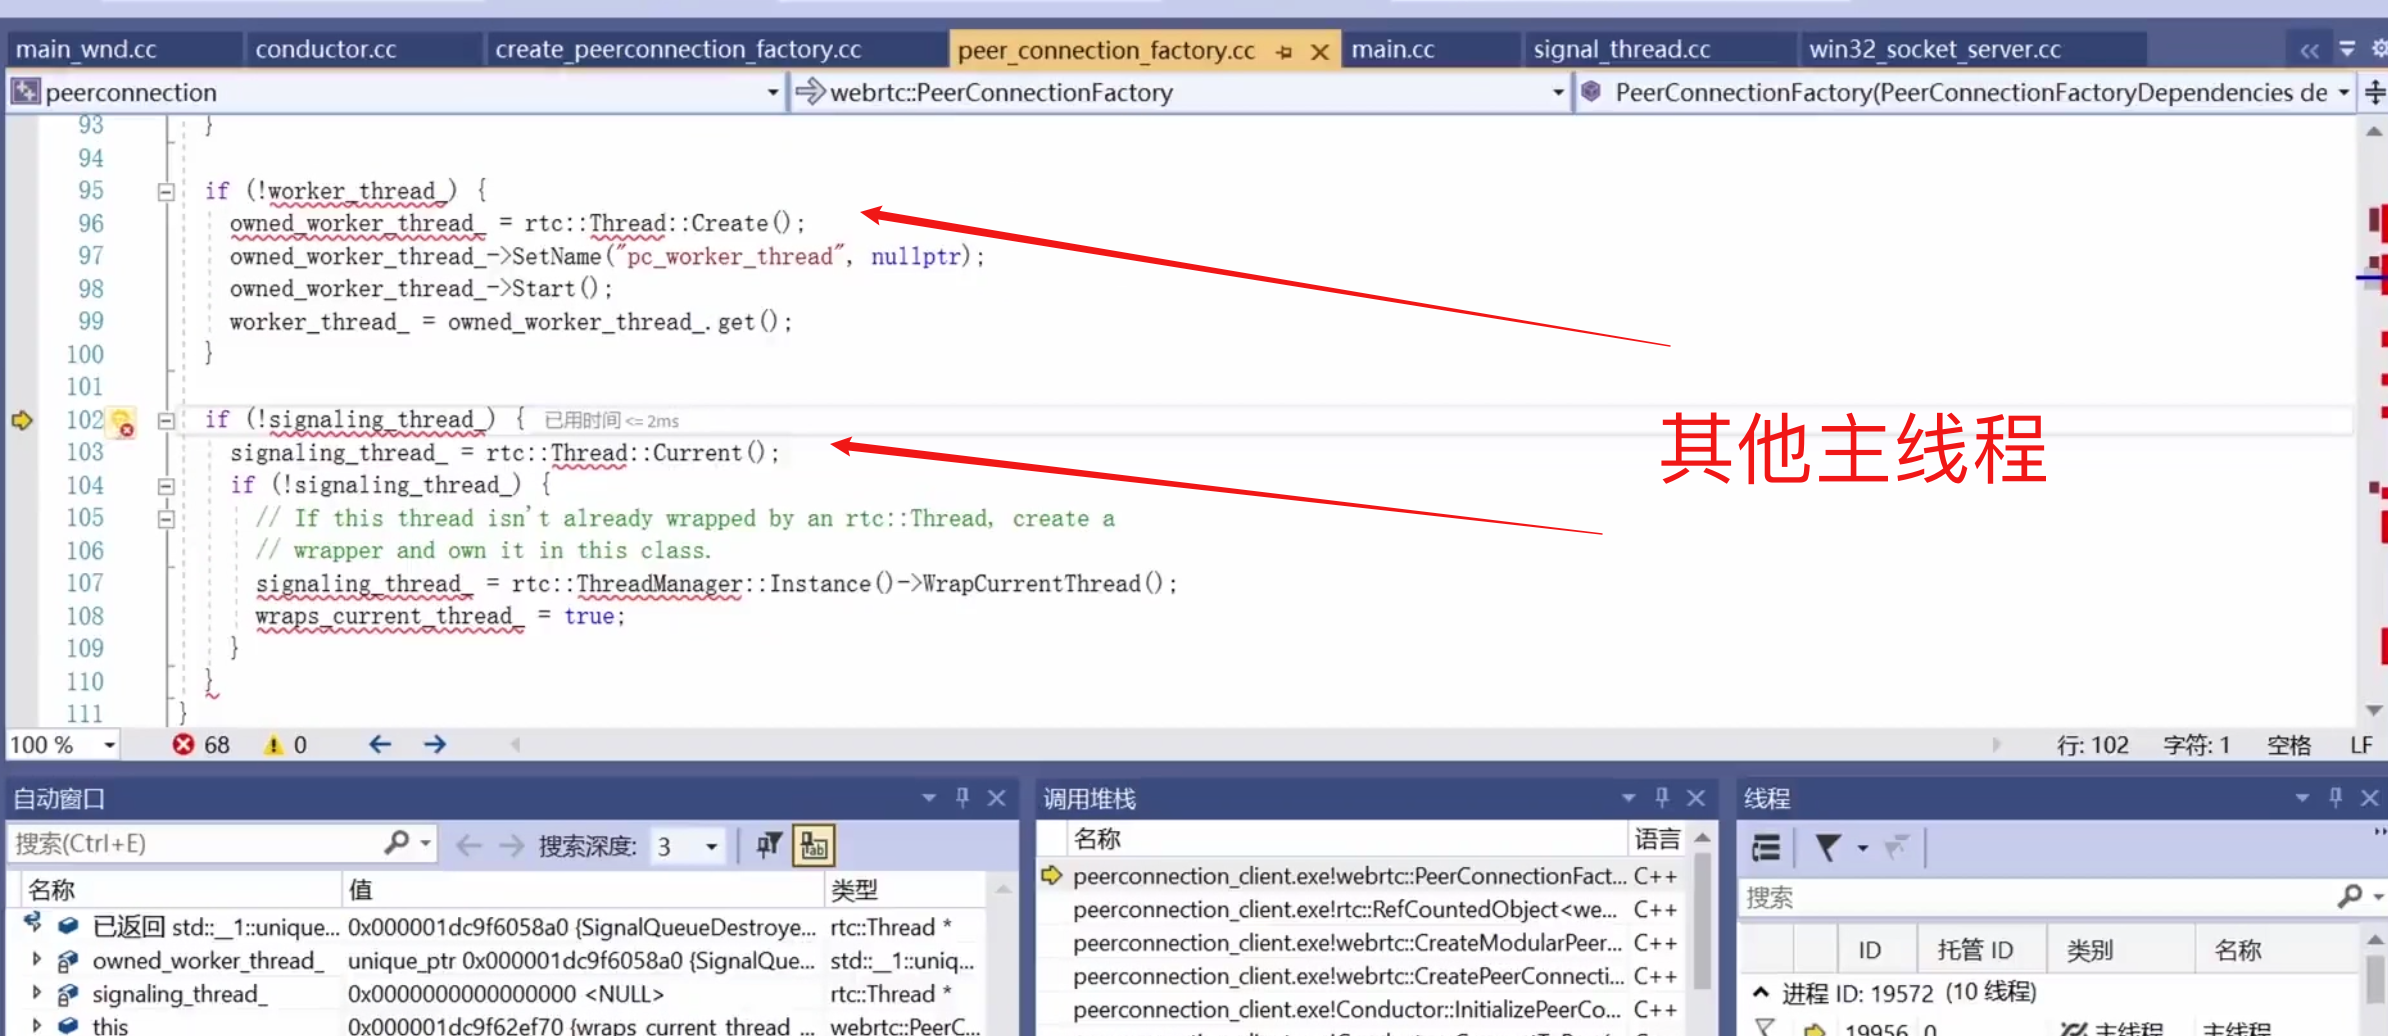 main_wnd.cc conductor.cc create_peerconnection_factory.cc peer_connection_factory.cc main.cc signal_thread.cc win32_socket_server.cc
peerconnection webrtc::PeerConnectionFactory PeerConnectionFactory(PeerConnectionFactoryDependencies de
93 }
94
95 if (!worker_thread_) {
96 owned_worker_thread_ = rtc::Thread::Create();
97 owned_worker_thread_->SetName("pc_worker_thread", nullptr);
98 owned_worker_thread_->Start();
99 worker_thread_ = owned_worker_thread_.get();
100 }
101
102 if (!signaling_thread_) { 已用时间 <= 2ms
103 signaling_thread_ = rtc::Thread::Current();
104 if (!signaling_thread_) {
105 // If this thread isn't already wrapped by an rtc::Thread, create a
106 // wrapper and own it in this class.
107 signaling_thread_ = rtc::ThreadManager::Instance()->WrapCurrentThread();
108 wraps_current_thread_ = true;
109 }
110 }
111 }
其他主线程
100 % 68 0 行: 102 字符: 1 空格 LF
自动窗口
搜索(Ctrl+E) 搜索深度: 3
名称 值 类型
已返回 std::__1::unique... 0x000001dc9f6058a0 {SignalQueueDestroye... rtc::Thread *
owned_worker_thread_ unique_ptr 0x000001dc9f6058a0 {SignalQue... std::__1::uniq...
signaling_thread_ 0x0000000000000000 <NULL> rtc::Thread *
this 0x000001dc9f62ef70 {wraps_current_thread_... webrtc::PeerC...
调用堆栈
名称 语言
peerconnection_client.exe!webrtc::PeerConnectionFact... C++
peerconnection_client.exe!rtc::RefCountedObject<we... C++
peerconnection_client.exe!webrtc::CreateModularPeer... C++
peerconnection_client.exe!webrtc::CreatePeerConnecti... C++
peerconnection_client.exe!Conductor::InitializePeerCo... C++
线程
搜索
ID 托管 ID 类别 名称
进程 ID: 19572 (10 线程)
19956 0 主线程 主线程